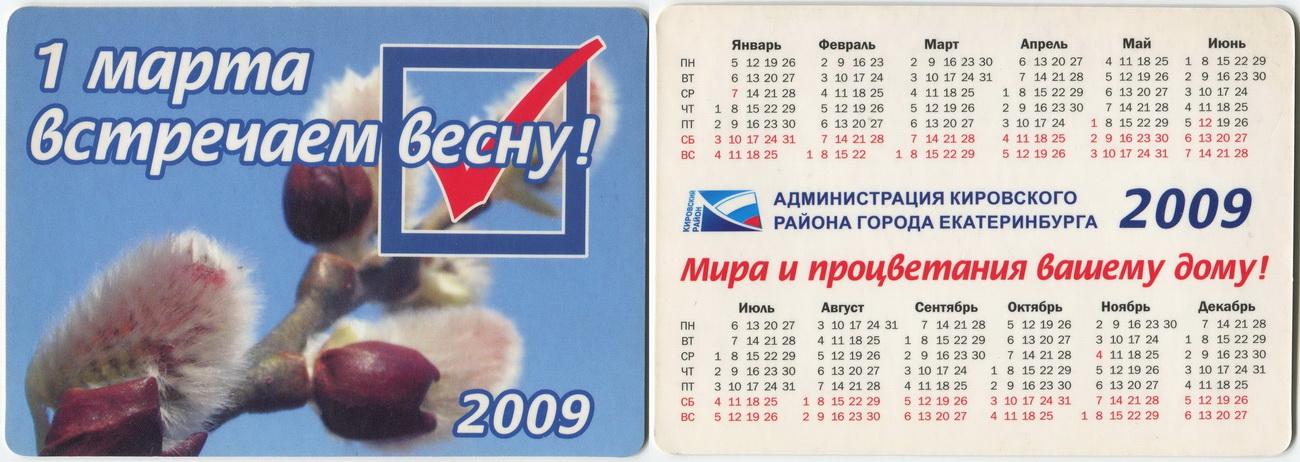 1 марта
встречаем весну!
2009
Январь Февраль Март Апрель Май Июнь
ПН 5 12 19 26 2 9 16 23 2 9 16 23 30 6 13 20 27 4 11 18 25 1 8 15 22 29
ВТ 6 13 20 27 3 10 17 24 3 10 17 24 31 7 14 21 28 5 12 19 26 2 9 16 23 30
СР 7 14 21 28 4 11 18 25 4 11 18 25 1 8 15 22 29 6 13 20 27 3 10 17 24
ЧТ 1 8 15 22 29 5 12 19 26 5 12 19 26 2 9 16 23 30 7 14 21 28 4 11 18 25
ПТ 2 9 16 23 30 6 13 20 27 6 13 20 27 3 10 17 24 1 8 15 22 29 5 12 19 26
СБ 3 10 17 24 31 7 14 21 28 7 14 21 28 4 11 18 25 2 9 16 23 30 6 13 20 27
ВС 4 11 18 25 1 8 15 22 1 8 15 22 29 5 12 19 26 3 10 17 24 31 7 14 21 28
КИРОВСКИЙ
РАЙОН
АДМИНИСТРАЦИЯ КИРОВСКОГО
РАЙОНА ГОРОДА ЕКАТЕРИНБУРГА
2009
Мира и процветания вашему дому!
Июль Август Сентябрь Октябрь Ноябрь Декабрь
ПН 6 13 20 27 3 10 17 24 31 7 14 21 28 5 12 19 26 2 9 16 23 30 7 14 21 28
ВТ 7 14 21 28 4 11 18 25 1 8 15 22 29 6 13 20 27 3 10 17 24 1 8 15 22 29
СР 1 8 15 22 29 5 12 19 26 2 9 16 23 30 7 14 21 28 4 11 18 25 2 9 16 23 30
ЧТ 2 9 16 23 30 6 13 20 27 3 10 17 24 1 8 15 22 29 5 12 19 26 3 10 17 24 31
ПТ 3 10 17 24 31 7 14 21 28 4 11 18 25 2 9 16 23 30 6 13 20 27 4 11 18 25
СБ 4 11 18 25 1 8 15 22 29 5 12 19 26 3 10 17 24 31 7 14 21 28 5 12 19 26
ВС 5 12 19 26 2 9 16 23 30 6 13 20 27 4 11 18 25 1 8 15 22 29 6 13 20 27